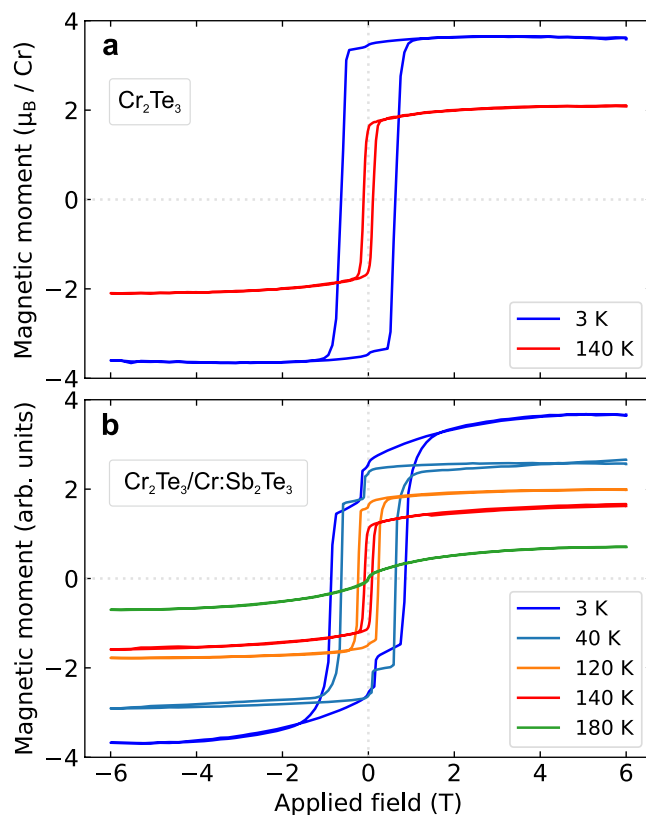 a
Cr₂Te₃
Magnetic moment (μ_B / Cr)
4
2
0
−2
−4
3 K
140 K
b
Cr₂Te₃/Cr:Sb₂Te₃
Magnetic moment (arb. units)
4
2
0
−2
−4
3 K
40 K
120 K
140 K
180 K
−6 −4 −2 0 2 4 6
Applied field (T)